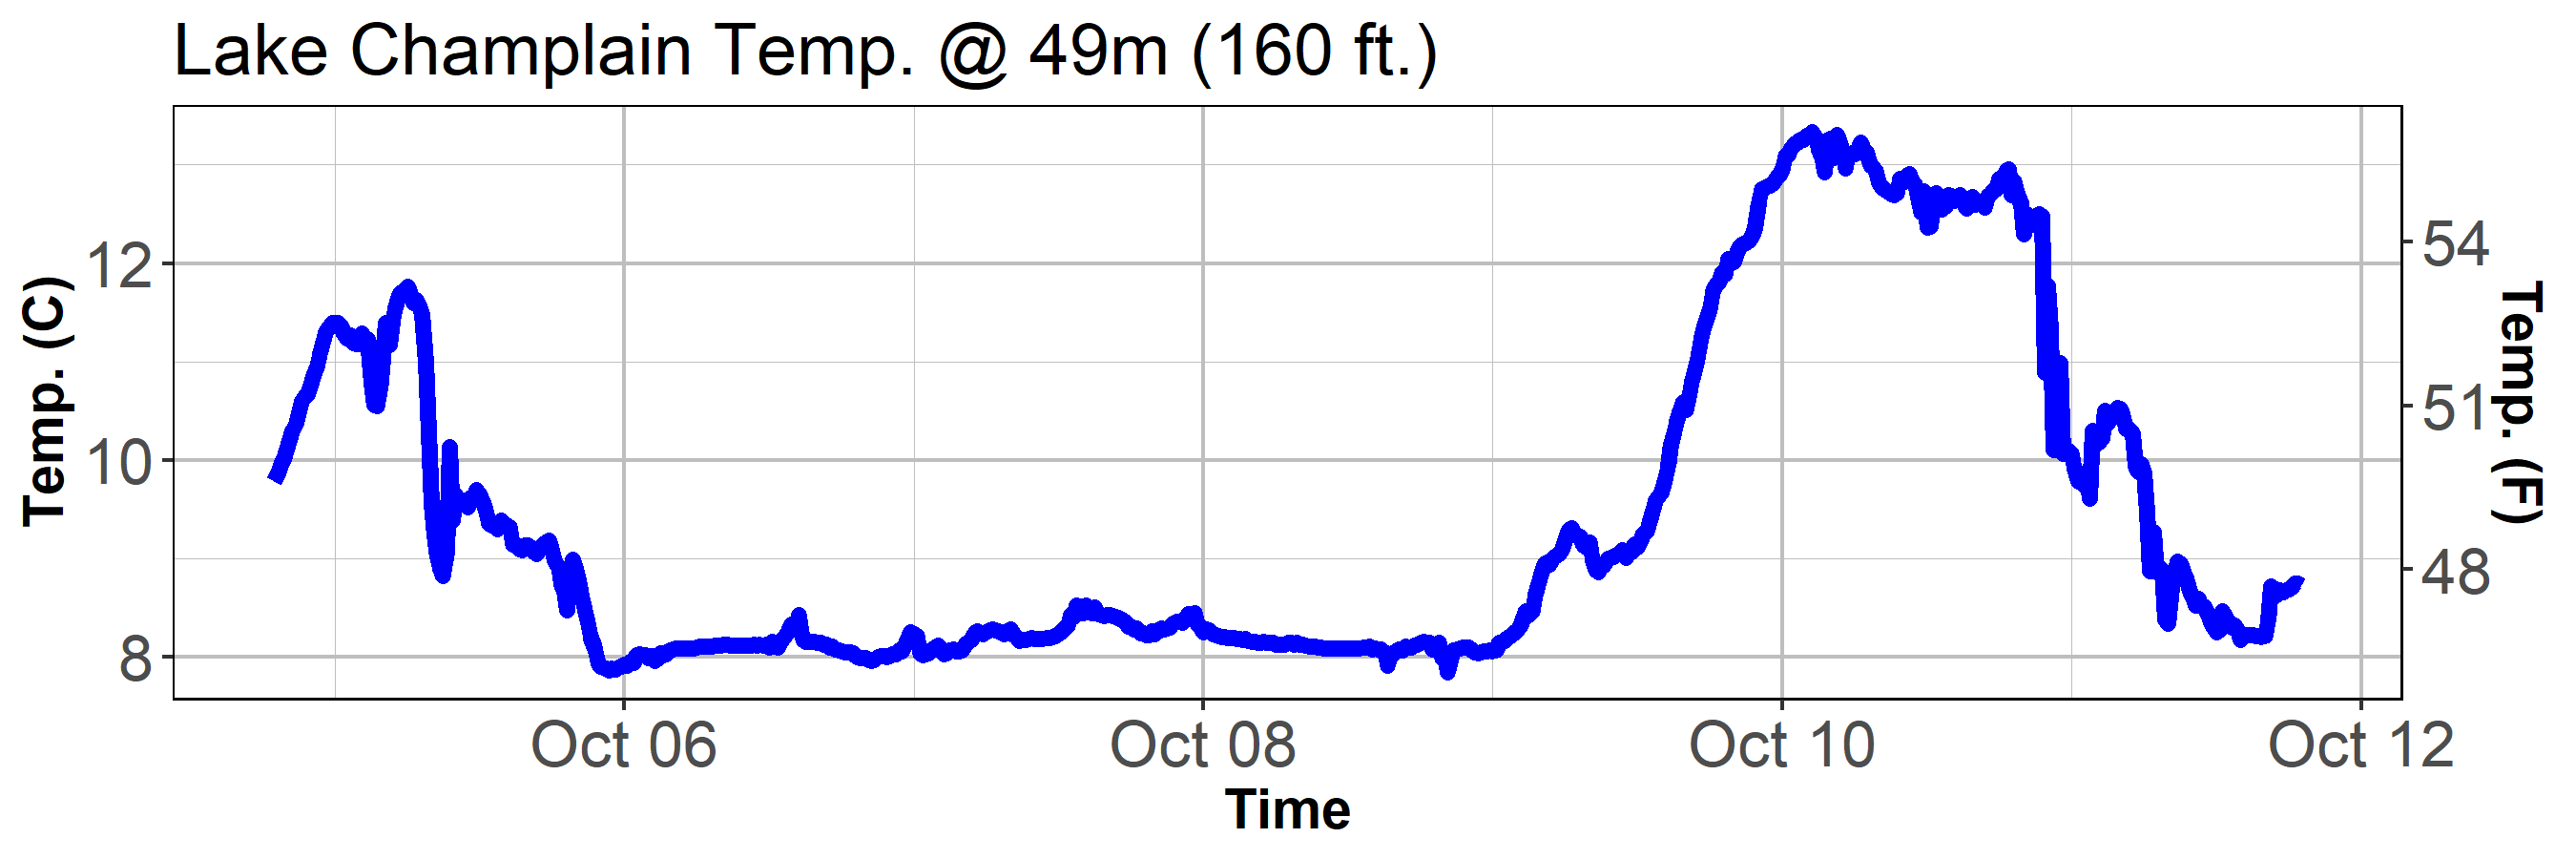 Lake Champlain Temp. @ 49m (160 ft.)
Temp. (C)
12
10
8
54
51
48
Temp. (F)
Oct 06
Oct 08
Oct 10
Oct 12
Time